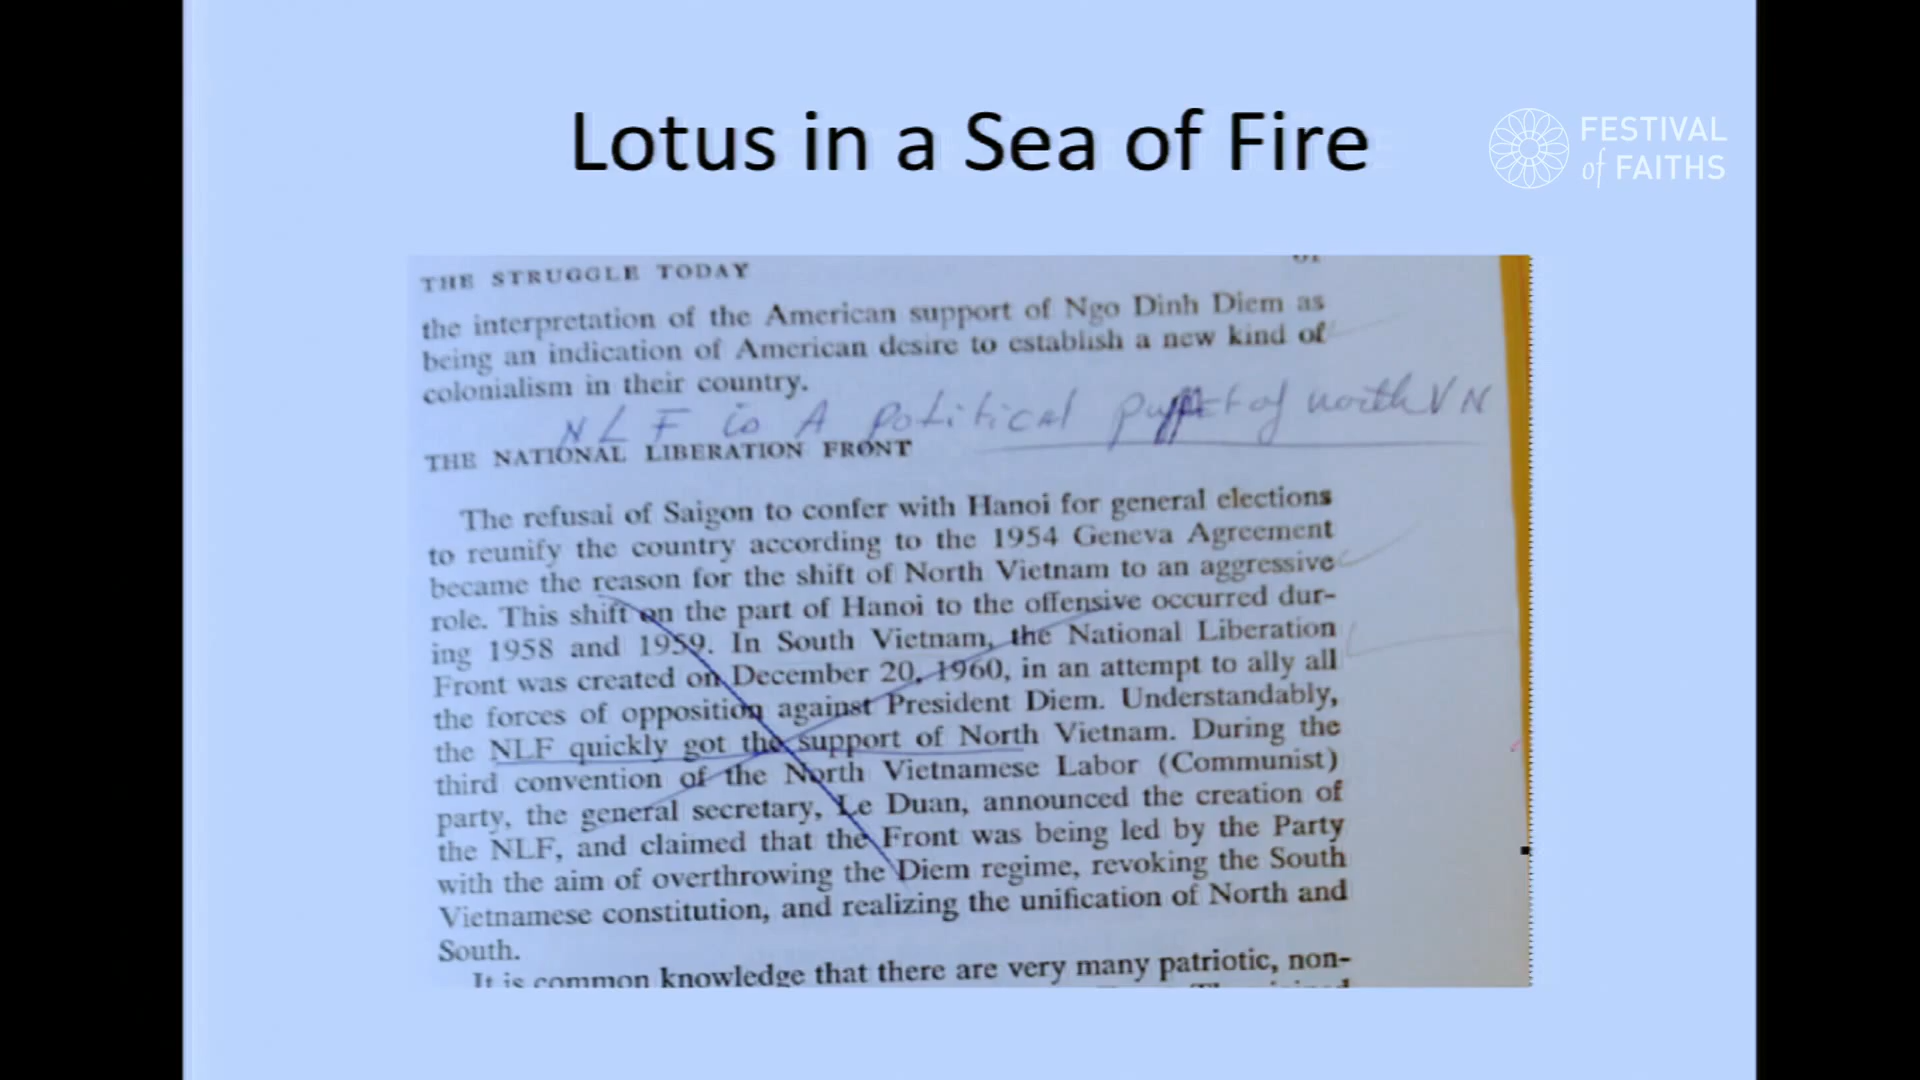 Lotus in a Sea of Fire
FESTIVAL
of FAITHS
THE STRUGGLE TODAY
the interpretation of the American support of Ngo Dinh Diem as
being an indication of American desire to establish a new kind of
colonialism in their country.
NLF is A political puppet of north VN
THE NATIONAL LIBERATION FRONT
The refusal of Saigon to confer with Hanoi for general elections
to reunify the country according to the 1954 Geneva Agreement
became the reason for the shift of North Vietnam to an aggressive
role. This shift on the part of Hanoi to the offensive occurred dur-
ing 1958 and 1959. In South Vietnam, the National Liberation
Front was created on December 20, 1960, in an attempt to ally all
the forces of opposition against President Diem. Understandably,
the NLF quickly got the support of North Vietnam. During the
third convention of the North Vietnamese Labor (Communist)
party, the general secretary, Le Duan, announced the creation of
the NLF, and claimed that the Front was being led by the Party
with the aim of overthrowing the Diem regime, revoking the South
Vietnamese constitution, and realizing the unification of North and
South.
It is common knowledge that there are very many patriotic, non-